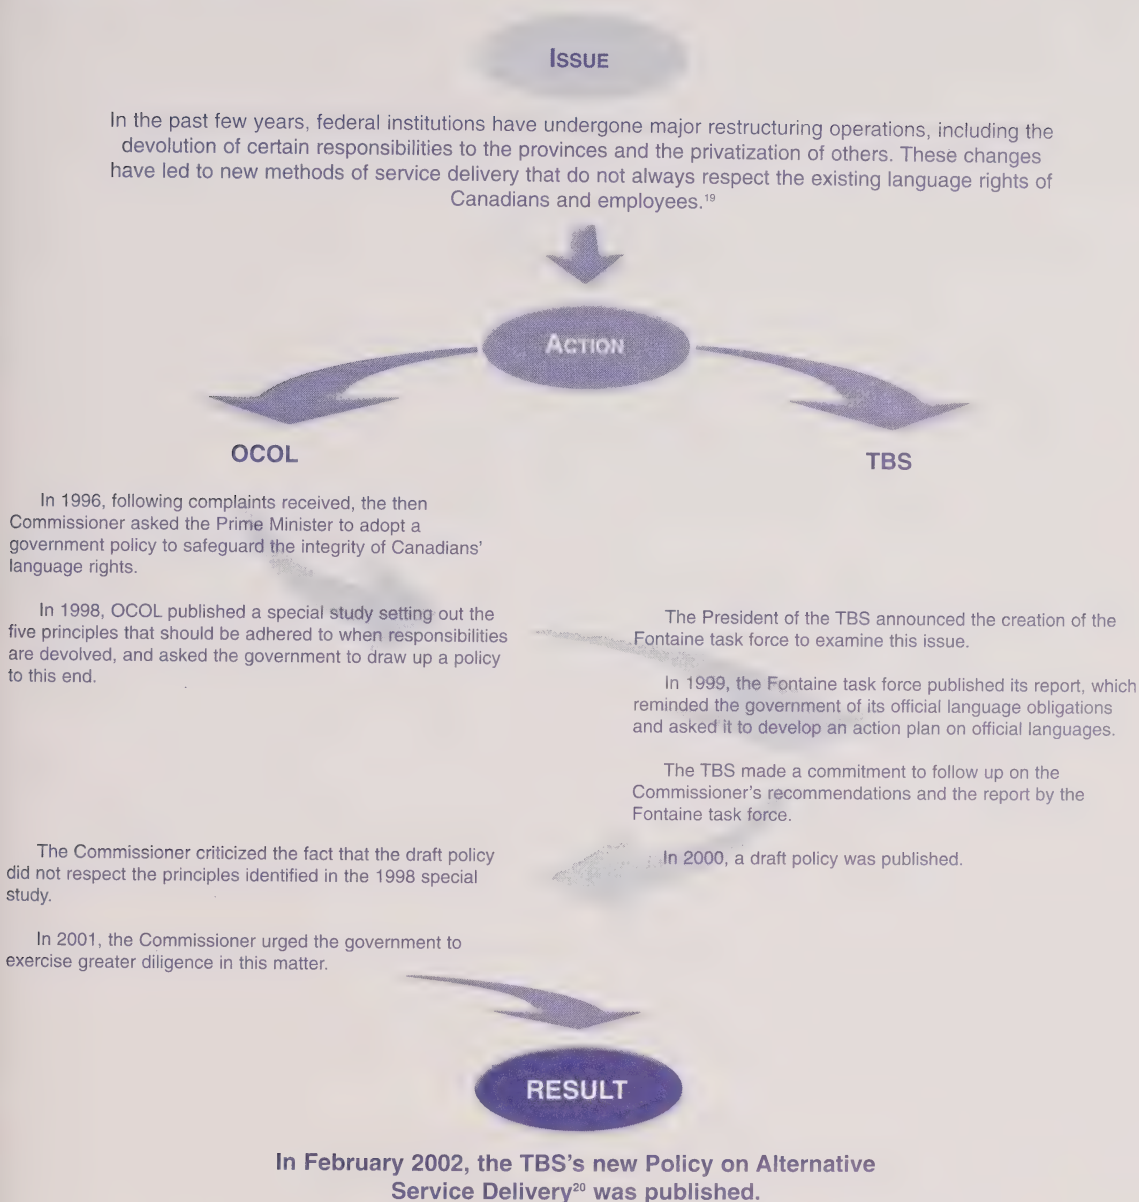 ISSUE
In the past few years, federal institutions have undergone major restructuring operations, including the
devolution of certain responsibilities to the provinces and the privatization of others. These changes
have led to new methods of service delivery that do not always respect the existing language rights of
Canadians and employees.¹⁹
ACTION
OCOL
In 1996, following complaints received, the then
Commissioner asked the Prime Minister to adopt a
government policy to safeguard the integrity of Canadians'
language rights.
In 1998, OCOL published a special study setting out the
five principles that should be adhered to when responsibilities
are devolved, and asked the government to draw up a policy
to this end.
TBS
The President of the TBS announced the creation of the
Fontaine task force to examine this issue.
In 1999, the Fontaine task force published its report, which
reminded the government of its official language obligations
and asked it to develop an action plan on official languages.
The TBS made a commitment to follow up on the
Commissioner's recommendations and the report by the
Fontaine task force.
In 2000, a draft policy was published.
The Commissioner criticized the fact that the draft policy
did not respect the principles identified in the 1998 special
study.
In 2001, the Commissioner urged the government to
exercise greater diligence in this matter.
RESULT
In February 2002, the TBS's new Policy on Alternative
Service Delivery²⁰ was published.